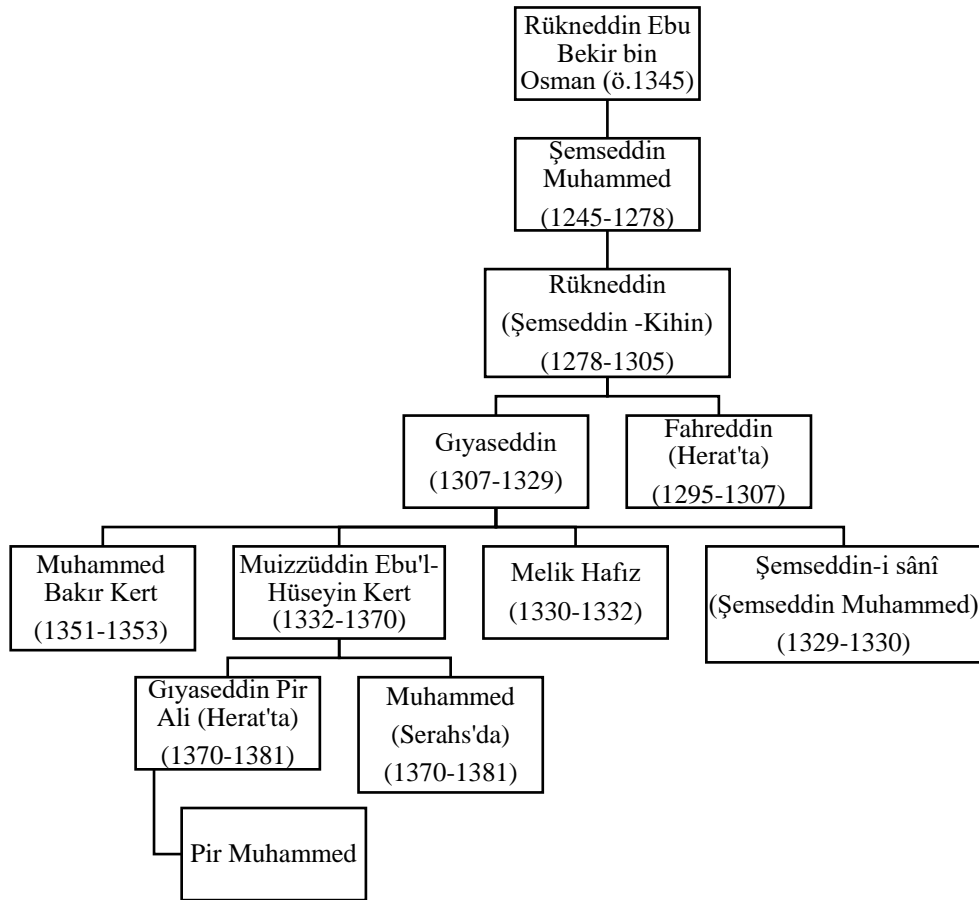 Rükneddin Ebu
Bekir bin
Osman (ö.1345)
Şemseddin
Muhammed
(1245-1278)
Rükneddin
(Şemseddin -Kihin)
(1278-1305)
Gıyaseddin
(1307-1329)
Fahreddin
(Herat'ta)
(1295-1307)
Muhammed
Bakır Kert
(1351-1353)
Muizzüddin Ebu'l-
Hüseyin Kert
(1332-1370)
Melik Hafız
(1330-1332)
Şemseddin-i sânî
(Şemseddin Muhammed)
(1329-1330)
Gıyaseddin Pir
Ali (Herat'ta)
(1370-1381)
Muhammed
(Serahs'da)
(1370-1381)
Pir Muhammed